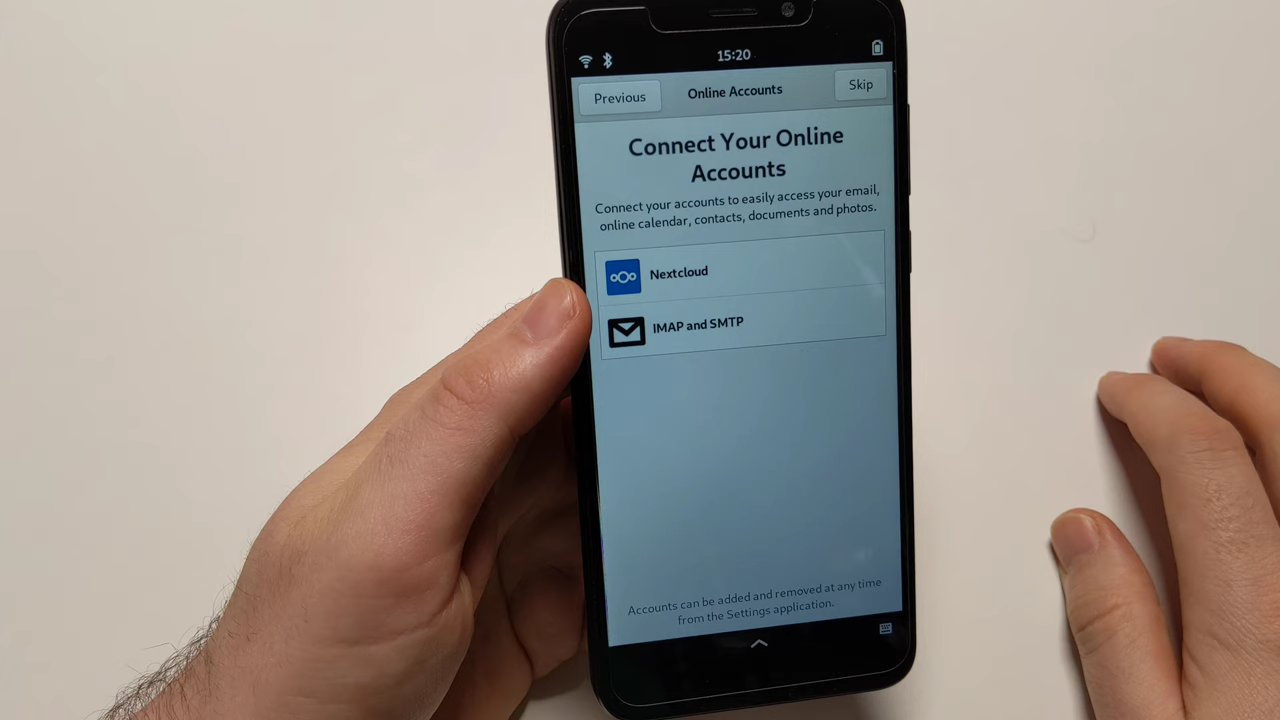 15:20
Previous
Online Accounts
Skip
Connect Your Online
Accounts
Connect your accounts to easily access your email,
online calendar, contacts, documents and photos.
Nextcloud
IMAP and SMTP
Accounts can be added and removed at any time
from the Settings application.